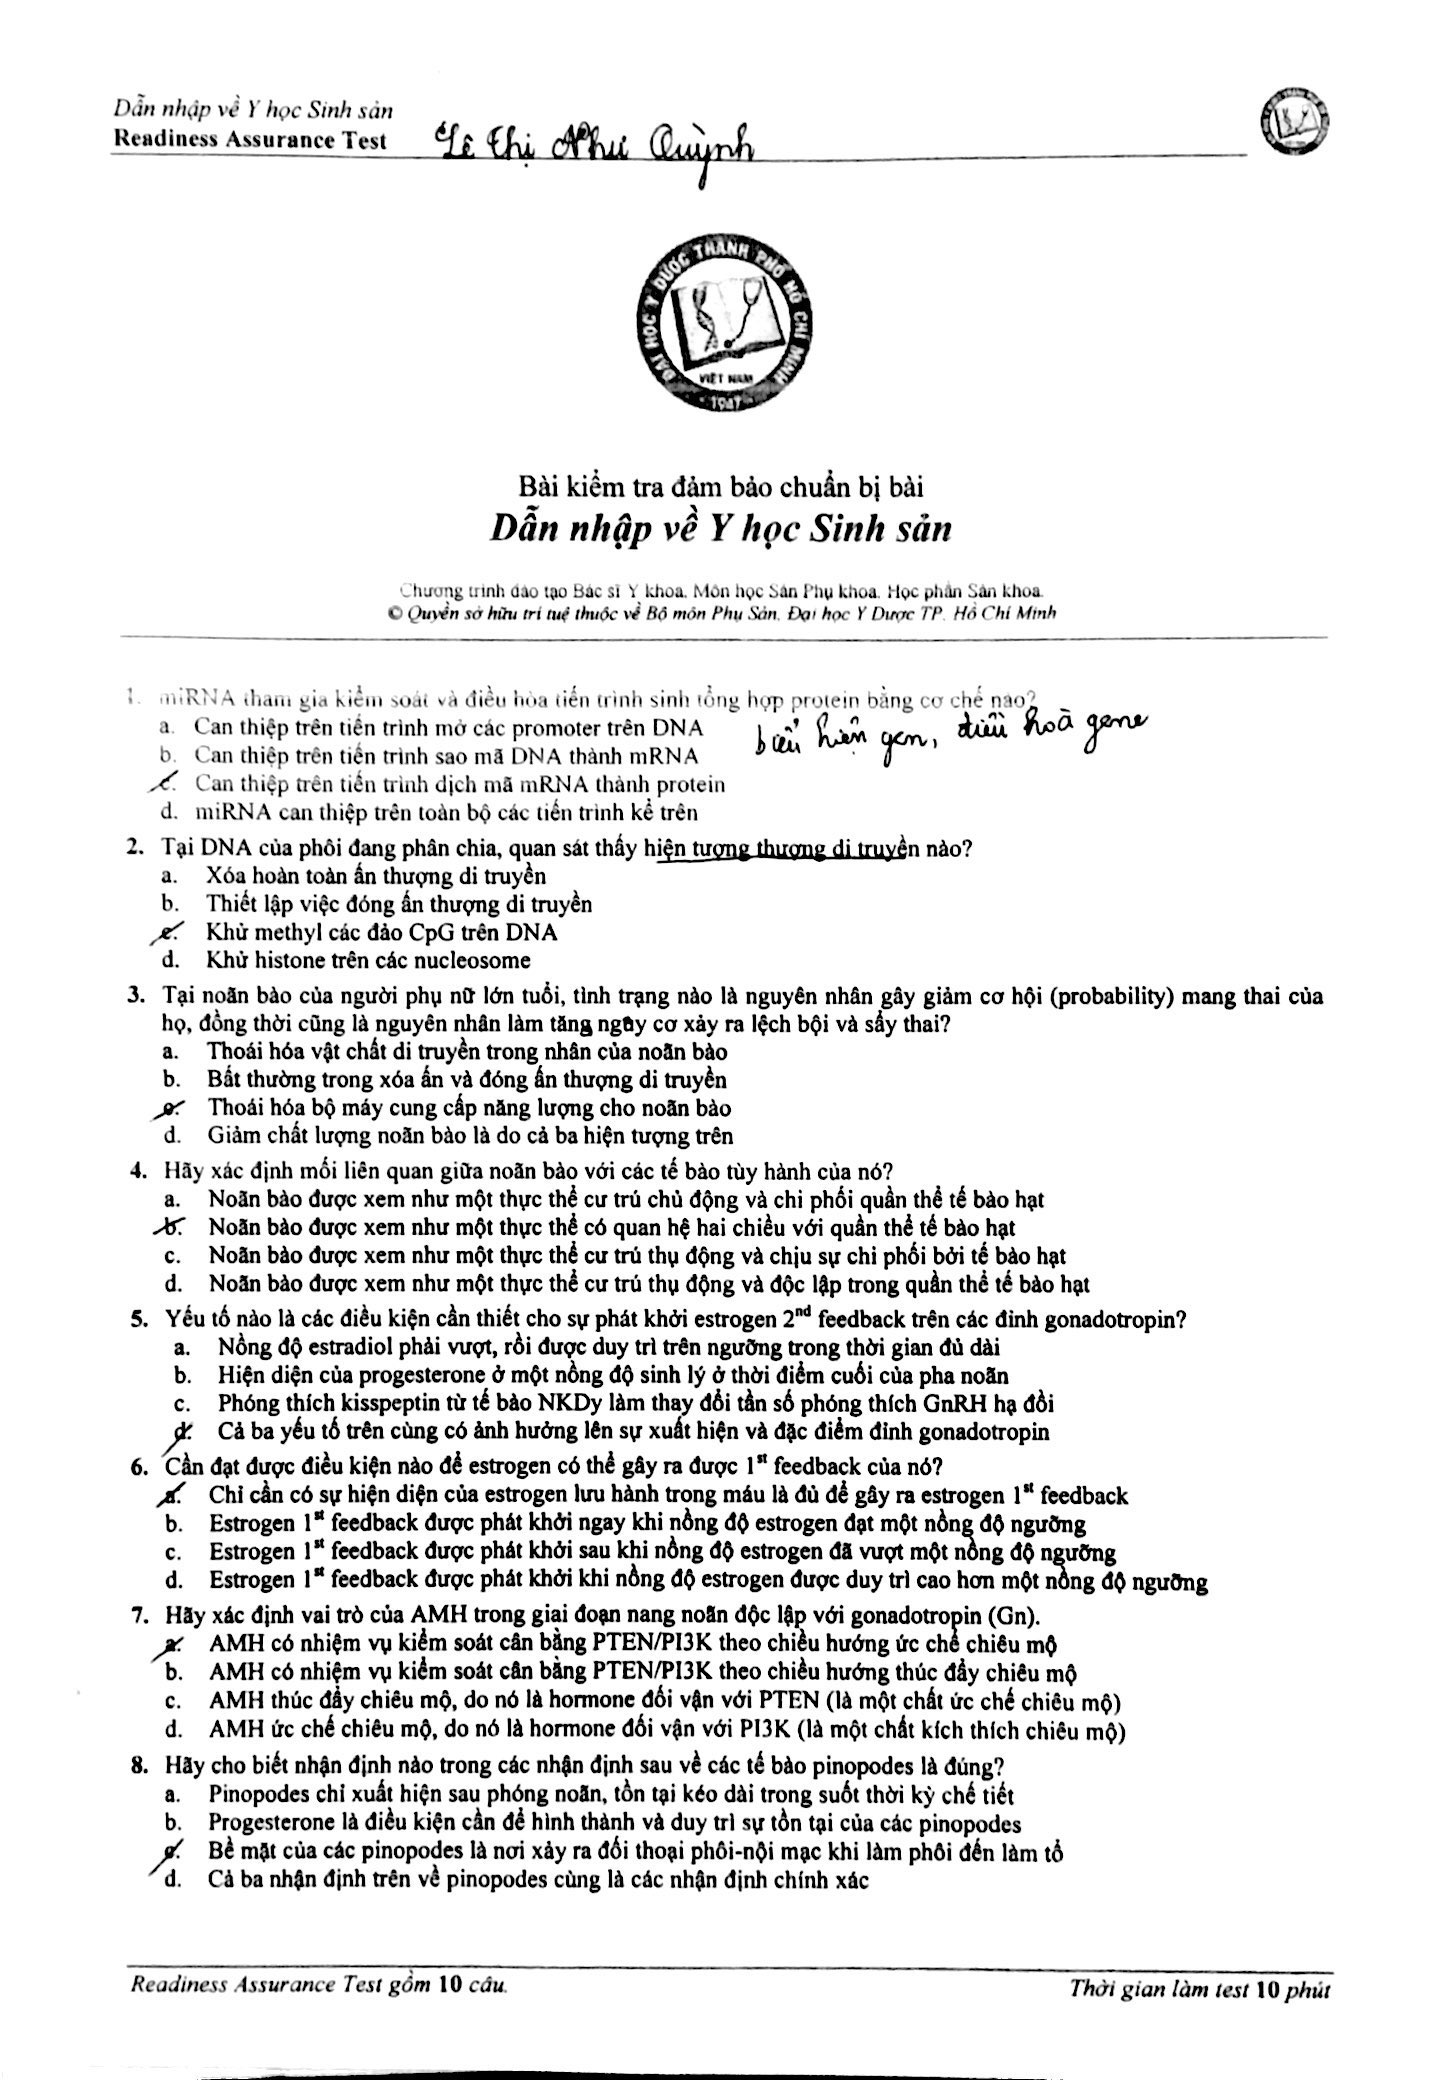 Dẫn nhập về Y học Sinh sản
Readiness Assurance Test
Lê Thị Như Quỳnh
ĐẠI HỌC Y DƯỢC THÀNH PHỐ HỒ CHÍ MINH
VIỆT NAM
1947
Bài kiểm tra đảm bảo chuẩn bị bài
Dẫn nhập về Y học Sinh sản
Chương trình đào tạo Bác sĩ Y khoa. Môn học Sản Phụ khoa. Học phần Sản khoa.
© Quyền sở hữu trí tuệ thuộc về Bộ môn Phụ Sản. Đại học Y Dược TP. Hồ Chí Minh
1. miRNA tham gia kiểm soát và điều hòa tiến trình sinh tổng hợp protein bằng cơ chế nào?
a. Can thiệp trên tiến trình mở các promoter trên DNA
biểu hiện gen, điều hoà gene
b. Can thiệp trên tiến trình sao mã DNA thành mRNA
c. Can thiệp trên tiến trình dịch mã mRNA thành protein
d. miRNA can thiệp trên toàn bộ các tiến trình kể trên
2. Tại DNA của phôi đang phân chia, quan sát thấy hiện tượng thượng di truyền nào?
a. Xóa hoàn toàn ấn thượng di truyền
b. Thiết lập việc đóng ấn thượng di truyền
c. Khử methyl các đảo CpG trên DNA
d. Khử histone trên các nucleosome
3. Tại noãn bào của người phụ nữ lớn tuổi, tình trạng nào là nguyên nhân gây giảm cơ hội (probability) mang thai của
họ, đồng thời cũng là nguyên nhân làm tăng nguy cơ xảy ra lệch bội và sẩy thai?
a. Thoái hóa vật chất di truyền trong nhân của noãn bào
b. Bất thường trong xóa ấn và đóng ấn thượng di truyền
c. Thoái hóa bộ máy cung cấp năng lượng cho noãn bào
d. Giảm chất lượng noãn bào là do cả ba hiện tượng trên
4. Hãy xác định mối liên quan giữa noãn bào với các tế bào tùy hành của nó?
a. Noãn bào được xem như một thực thể cư trú chủ động và chi phối quần thể tế bào hạt
b. Noãn bào được xem như một thực thể có quan hệ hai chiều với quần thể tế bào hạt
c. Noãn bào được xem như một thực thể cư trú thụ động và chịu sự chi phối bởi tế bào hạt
d. Noãn bào được xem như một thực thể cư trú thụ động và độc lập trong quần thể tế bào hạt
5. Yếu tố nào là các điều kiện cần thiết cho sự phát khởi estrogen 2nd feedback trên các đỉnh gonadotropin?
a. Nồng độ estradiol phải vượt, rồi được duy trì trên ngưỡng trong thời gian đủ dài
b. Hiện diện của progesterone ở một nồng độ sinh lý ở thời điểm cuối của pha noãn
c. Phóng thích kisspeptin từ tế bào NKDy làm thay đổi tần số phóng thích GnRH hạ đồi
d. Cả ba yếu tố trên cùng có ảnh hưởng lên sự xuất hiện và đặc điểm đỉnh gonadotropin
6. Cần đạt được điều kiện nào để estrogen có thể gây ra được 1st feedback của nó?
a. Chỉ cần có sự hiện diện của estrogen lưu hành trong máu là đủ để gây ra estrogen 1st feedback
b. Estrogen 1st feedback được phát khởi ngay khi nồng độ estrogen đạt một nồng độ ngưỡng
c. Estrogen 1st feedback được phát khởi sau khi nồng độ estrogen đã vượt một nồng độ ngưỡng
d. Estrogen 1st feedback được phát khởi khi nồng độ estrogen được duy trì cao hơn một nồng độ ngưỡng
7. Hãy xác định vai trò của AMH trong giai đoạn nang noãn độc lập với gonadotropin (Gn).
a. AMH có nhiệm vụ kiểm soát cân bằng PTEN/PI3K theo chiều hướng ức chế chiêu mộ
b. AMH có nhiệm vụ kiểm soát cân bằng PTEN/PI3K theo chiều hướng thúc đẩy chiêu mộ
c. AMH thúc đẩy chiêu mộ, do nó là hormone đối vận với PTEN (là một chất ức chế chiêu mộ)
d. AMH ức chế chiêu mộ, do nó là hormone đối vận với PI3K (là một chất kích thích chiêu mộ)
8. Hãy cho biết nhận định nào trong các nhận định sau về các tế bào pinopodes là đúng?
a. Pinopodes chỉ xuất hiện sau phóng noãn, tồn tại kéo dài trong suốt thời kỳ chế tiết
b. Progesterone là điều kiện cần để hình thành và duy trì sự tồn tại của các pinopodes
c. Bề mặt của các pinopodes là nơi xảy ra đối thoại phôi-nội mạc khi làm phôi đến làm tổ
d. Cả ba nhận định trên về pinopodes cùng là các nhận định chính xác
Readiness Assurance Test gồm 10 câu.
Thời gian làm test 10 phút